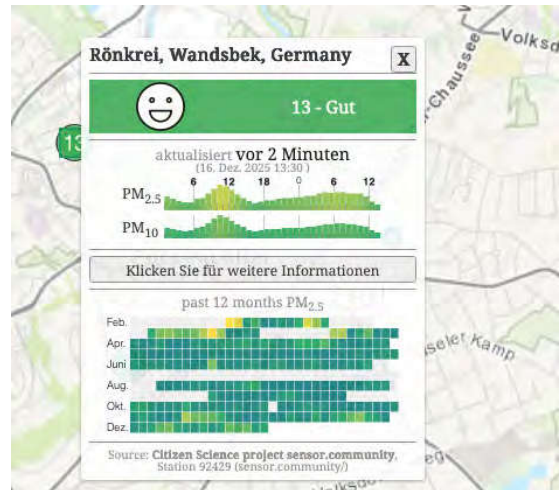 Volksd
-Chaussee
Rönkrei, Wandsbek, Germany
X
13 - Gut
13
aktualisiert vor 2 Minuten
(16. Dez. 2025 13:30 )
6 12 18 0 6 12
PM2.5
PM10
Klicken Sie für weitere Informationen
past 12 months PM2.5
Feb.
Apr.
Juni
Aug.
Okt.
Dez.
seler Kamp
Source: Citizen Science project sensor.community,
Station 92429 (sensor.community/)